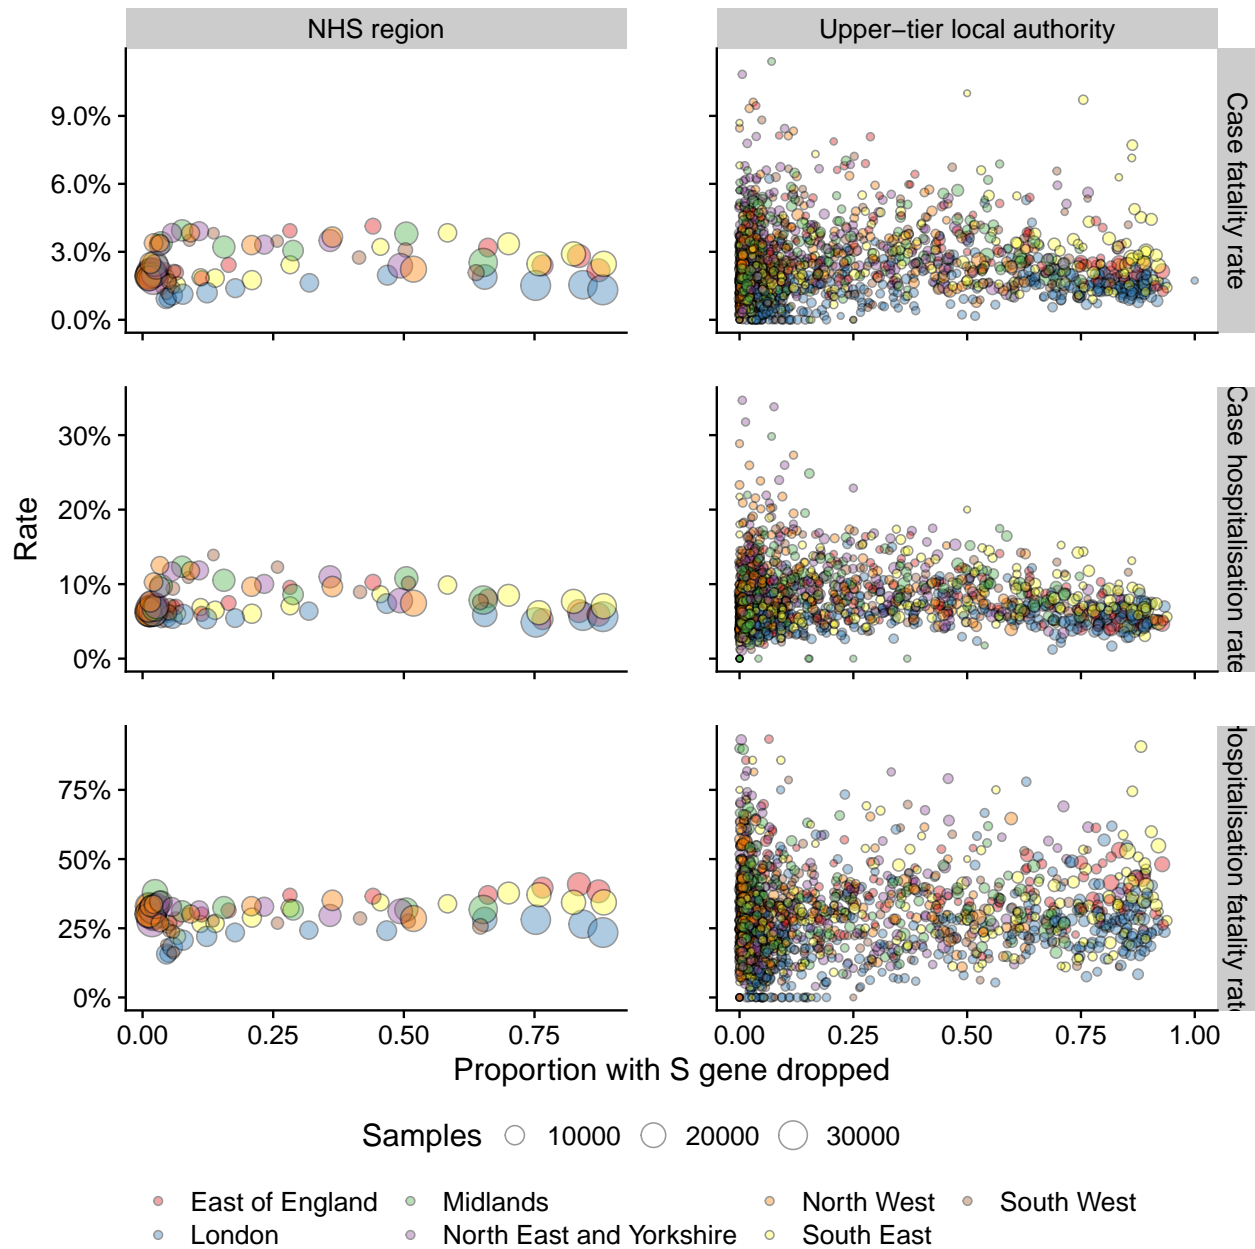 NHS region
Upper−tier local authority
9.0%
6.0%
3.0%
0.0%
Case fatality rate
30%
20%
10%
0%
Case hospitalisation rate
75%
50%
25%
0%
Hospitalisation fatality rate
Rate
0.00 0.25 0.50 0.75
0.00 0.25 0.50 0.75 1.00
Proportion with S gene dropped
Samples 10000 20000 30000
East of England Midlands North West South West
London North East and Yorkshire South East